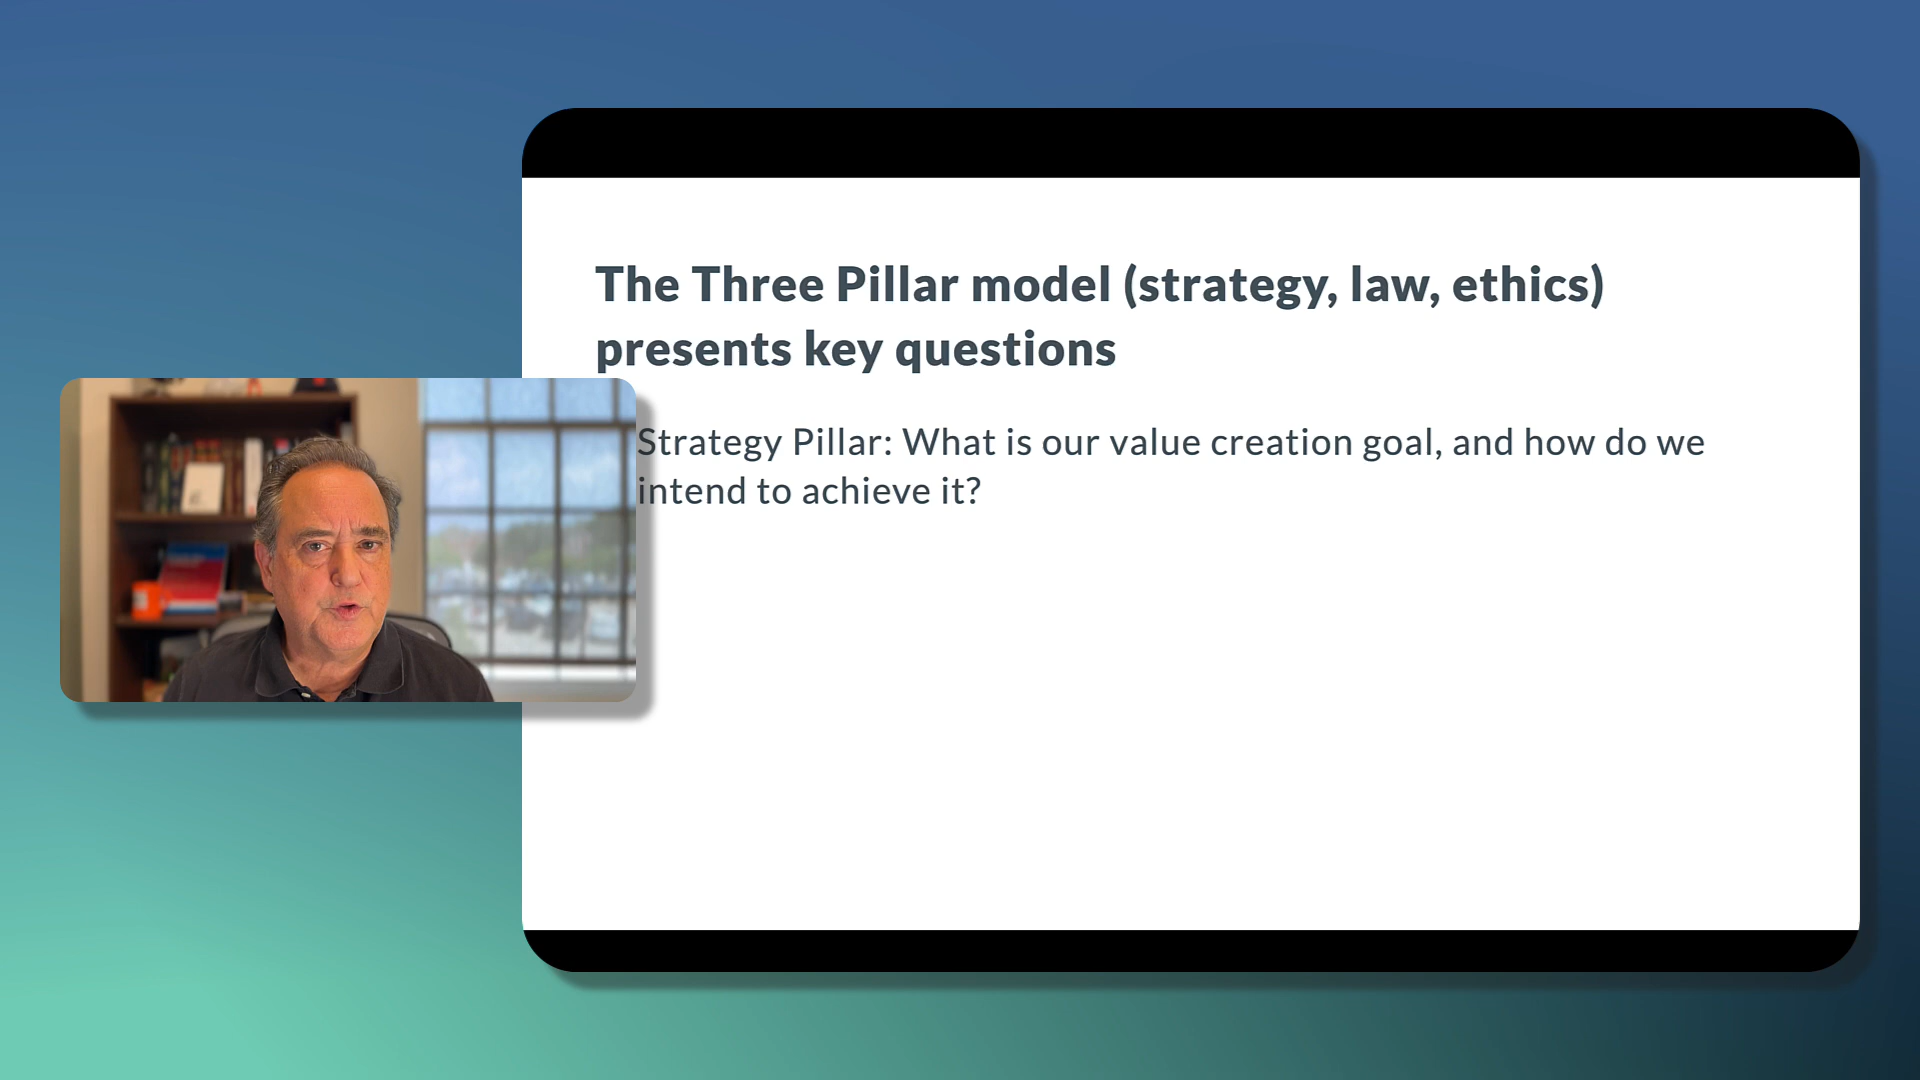 The Three Pillar model (strategy, law, ethics)
presents key questions
Strategy Pillar: What is our value creation goal, and how do we
intend to achieve it?